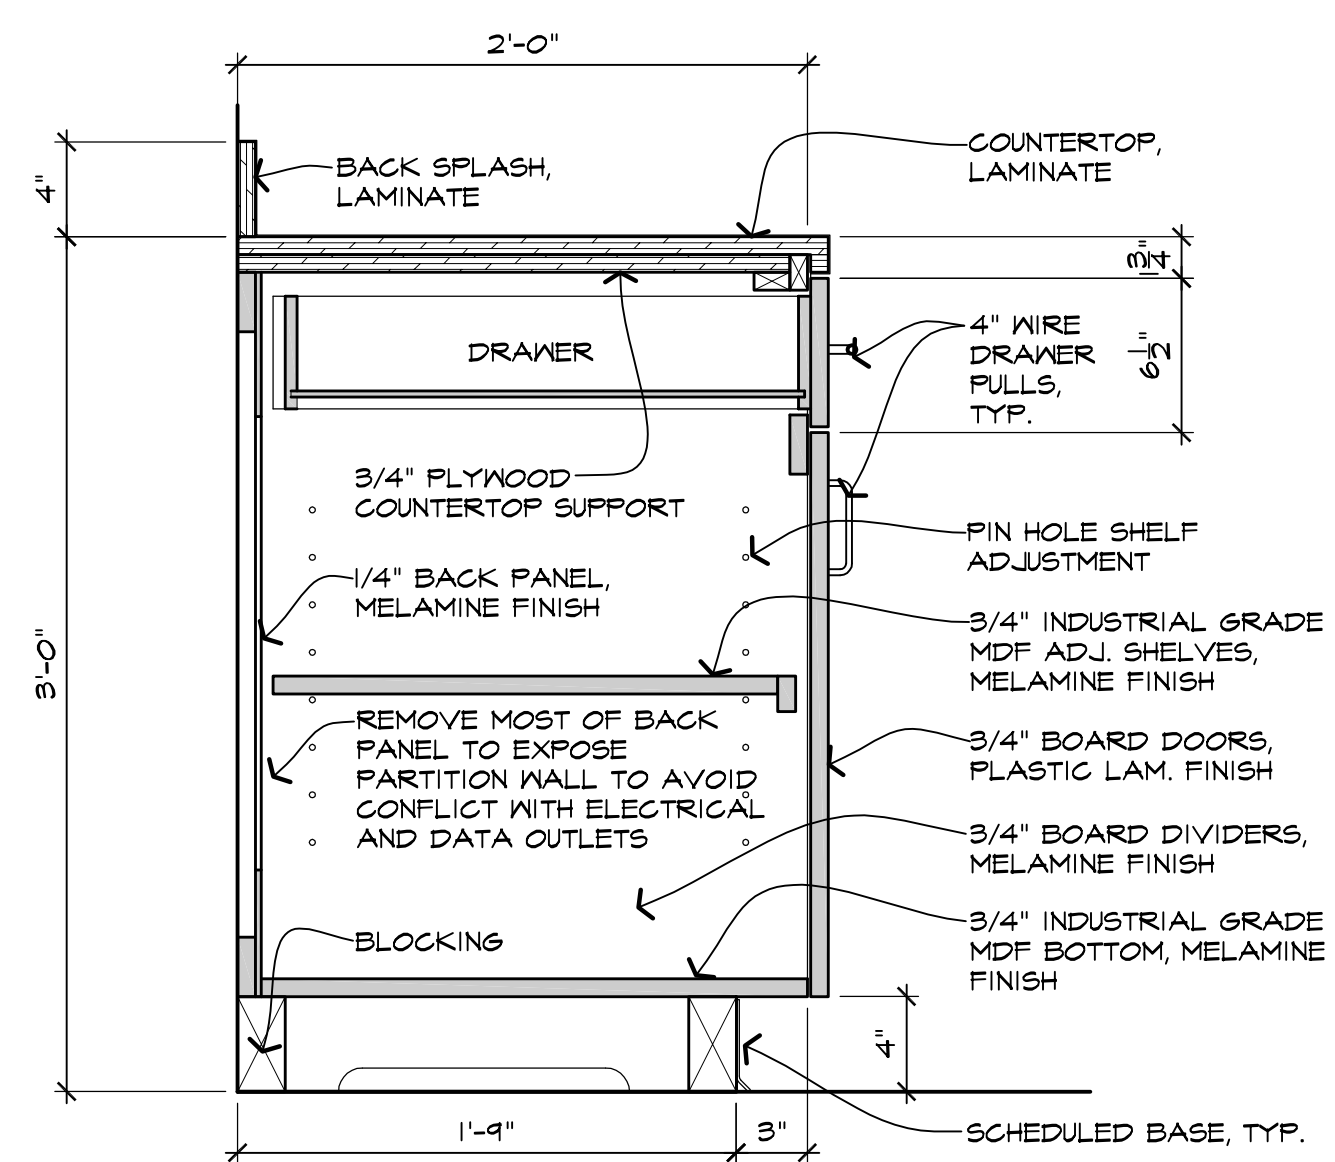 2'-0"
4"
BACK SPLASH,
LAMINATE
COUNTERTOP,
LAMINATE
1 3/4"
DRAWER
4" WIRE
DRAWER
PULLS,
TYP.
6 1/2"
3/4" PLYWOOD
COUNTERTOP SUPPORT
PIN HOLE SHELF
ADJUSTMENT
1/4" BACK PANEL,
MELAMINE FINISH
3/4" INDUSTRIAL GRADE
MDF ADJ. SHELVES,
MELAMINE FINISH
3'-0"
REMOVE MOST OF BACK
PANEL TO EXPOSE
PARTITION WALL TO AVOID
CONFLICT WITH ELECTRICAL
AND DATA OUTLETS
3/4" BOARD DOORS,
PLASTIC LAM. FINISH
3/4" BOARD DIVIDERS,
MELAMINE FINISH
BLOCKING
3/4" INDUSTRIAL GRADE
MDF BOTTOM, MELAMINE
FINISH
4"
1'-9"
3"
SCHEDULED BASE, TYP.